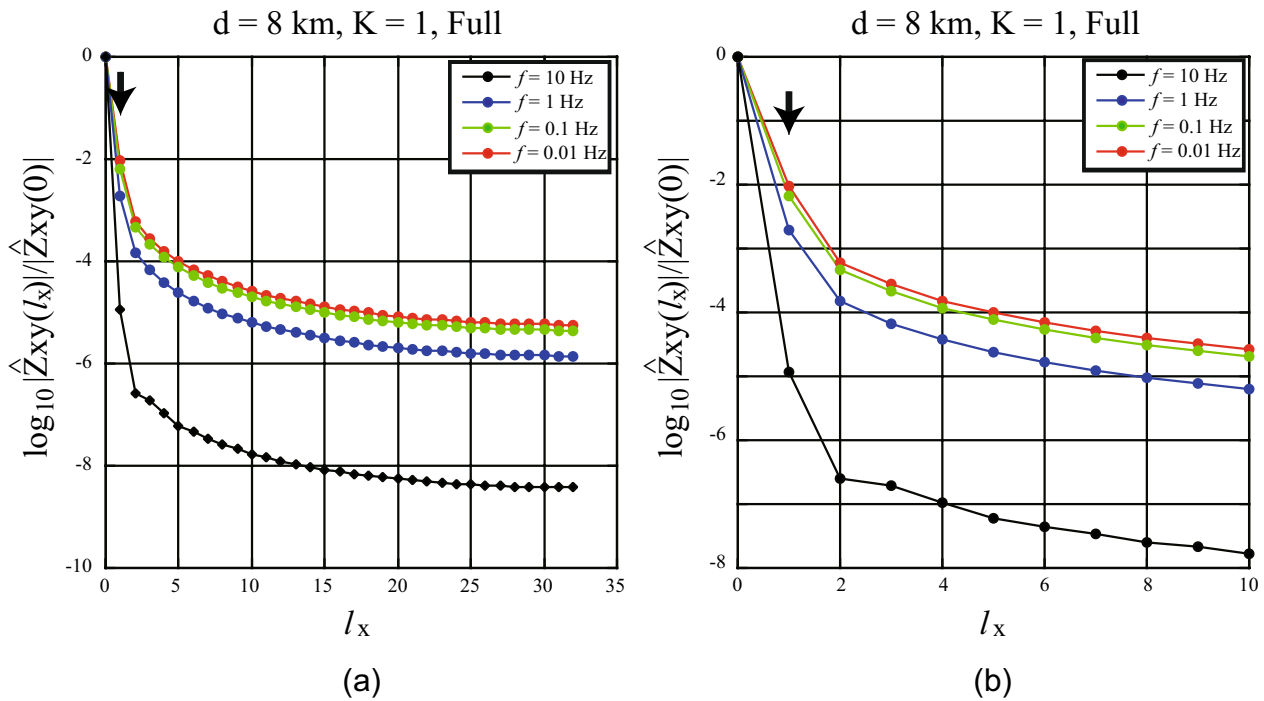 d = 8 km, K = 1, Full
log₁₀|Ẑxy(lₓ)|/|Ẑxy(0)|
0
-2
-4
-6
-8
-10
f = 10 Hz
f = 1 Hz
f = 0.1 Hz
f = 0.01 Hz
0 5 10 15 20 25 30 35
lₓ
(a)
d = 8 km, K = 1, Full
log₁₀|Ẑxy(lₓ)|/|Ẑxy(0)|
0
-2
-4
-6
-8
f = 10 Hz
f = 1 Hz
f = 0.1 Hz
f = 0.01 Hz
0 2 4 6 8 10
lₓ
(b)